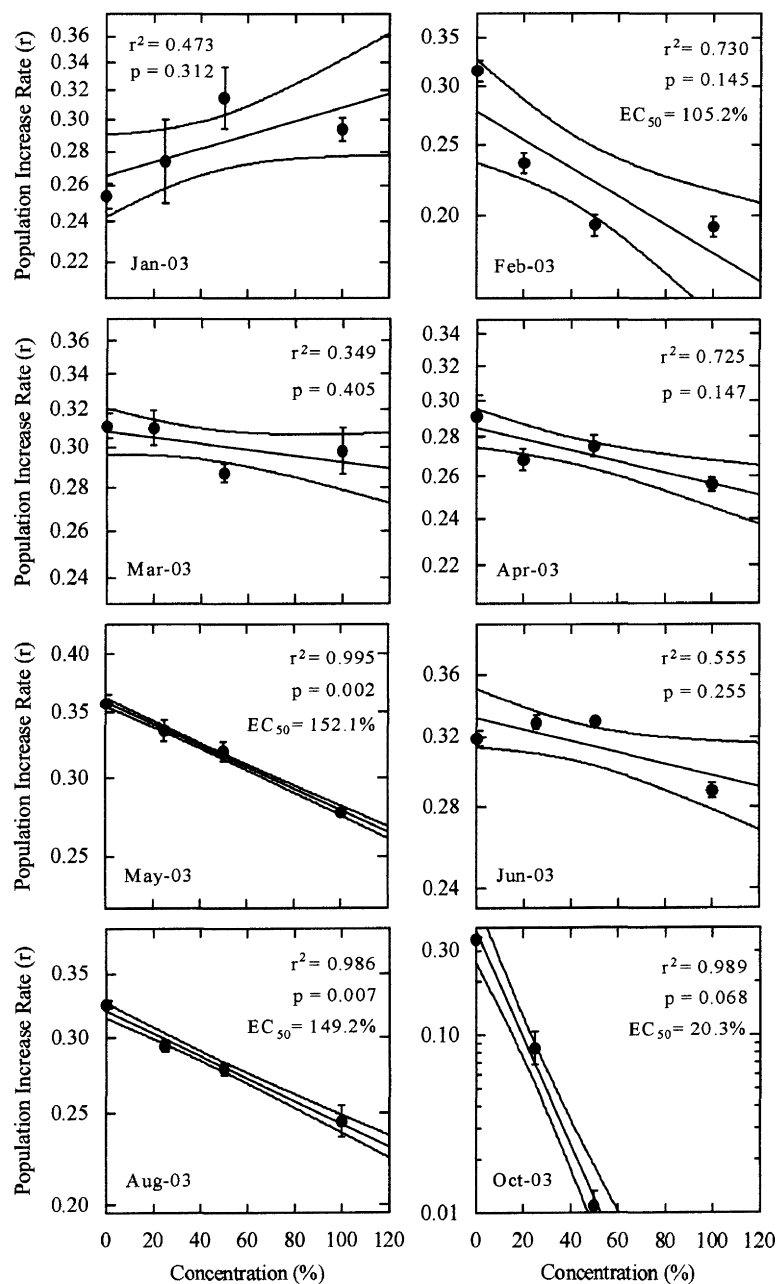 Population Increase Rate (r)
0.36
0.34
0.32
0.30
0.28
0.26
0.24
0.22
r² = 0.473
p = 0.312
Jan-03
0.35
0.30
0.25
0.20
r² = 0.730
p = 0.145
EC₅₀ = 105.2%
Feb-03
Population Increase Rate (r)
0.36
0.34
0.32
0.30
0.28
0.26
0.24
r² = 0.349
p = 0.405
Mar-03
0.34
0.32
0.30
0.28
0.26
0.24
0.22
r² = 0.725
p = 0.147
Apr-03
Population Increase Rate (r)
0.40
0.35
0.30
0.25
r² = 0.995
p = 0.002
EC₅₀ = 152.1%
May-03
0.36
0.32
0.28
0.24
r² = 0.555
p = 0.255
Jun-03
Population Increase Rate (r)
0.35
0.30
0.25
0.20
r² = 0.986
p = 0.007
EC₅₀ = 149.2%
Aug-03
0 20 40 60 80 100 120
Concentration (%)
0.30
0.10
0.01
r² = 0.989
p = 0.068
EC₅₀ = 20.3%
Oct-03
0 20 40 60 80 100 120
Concentration (%)